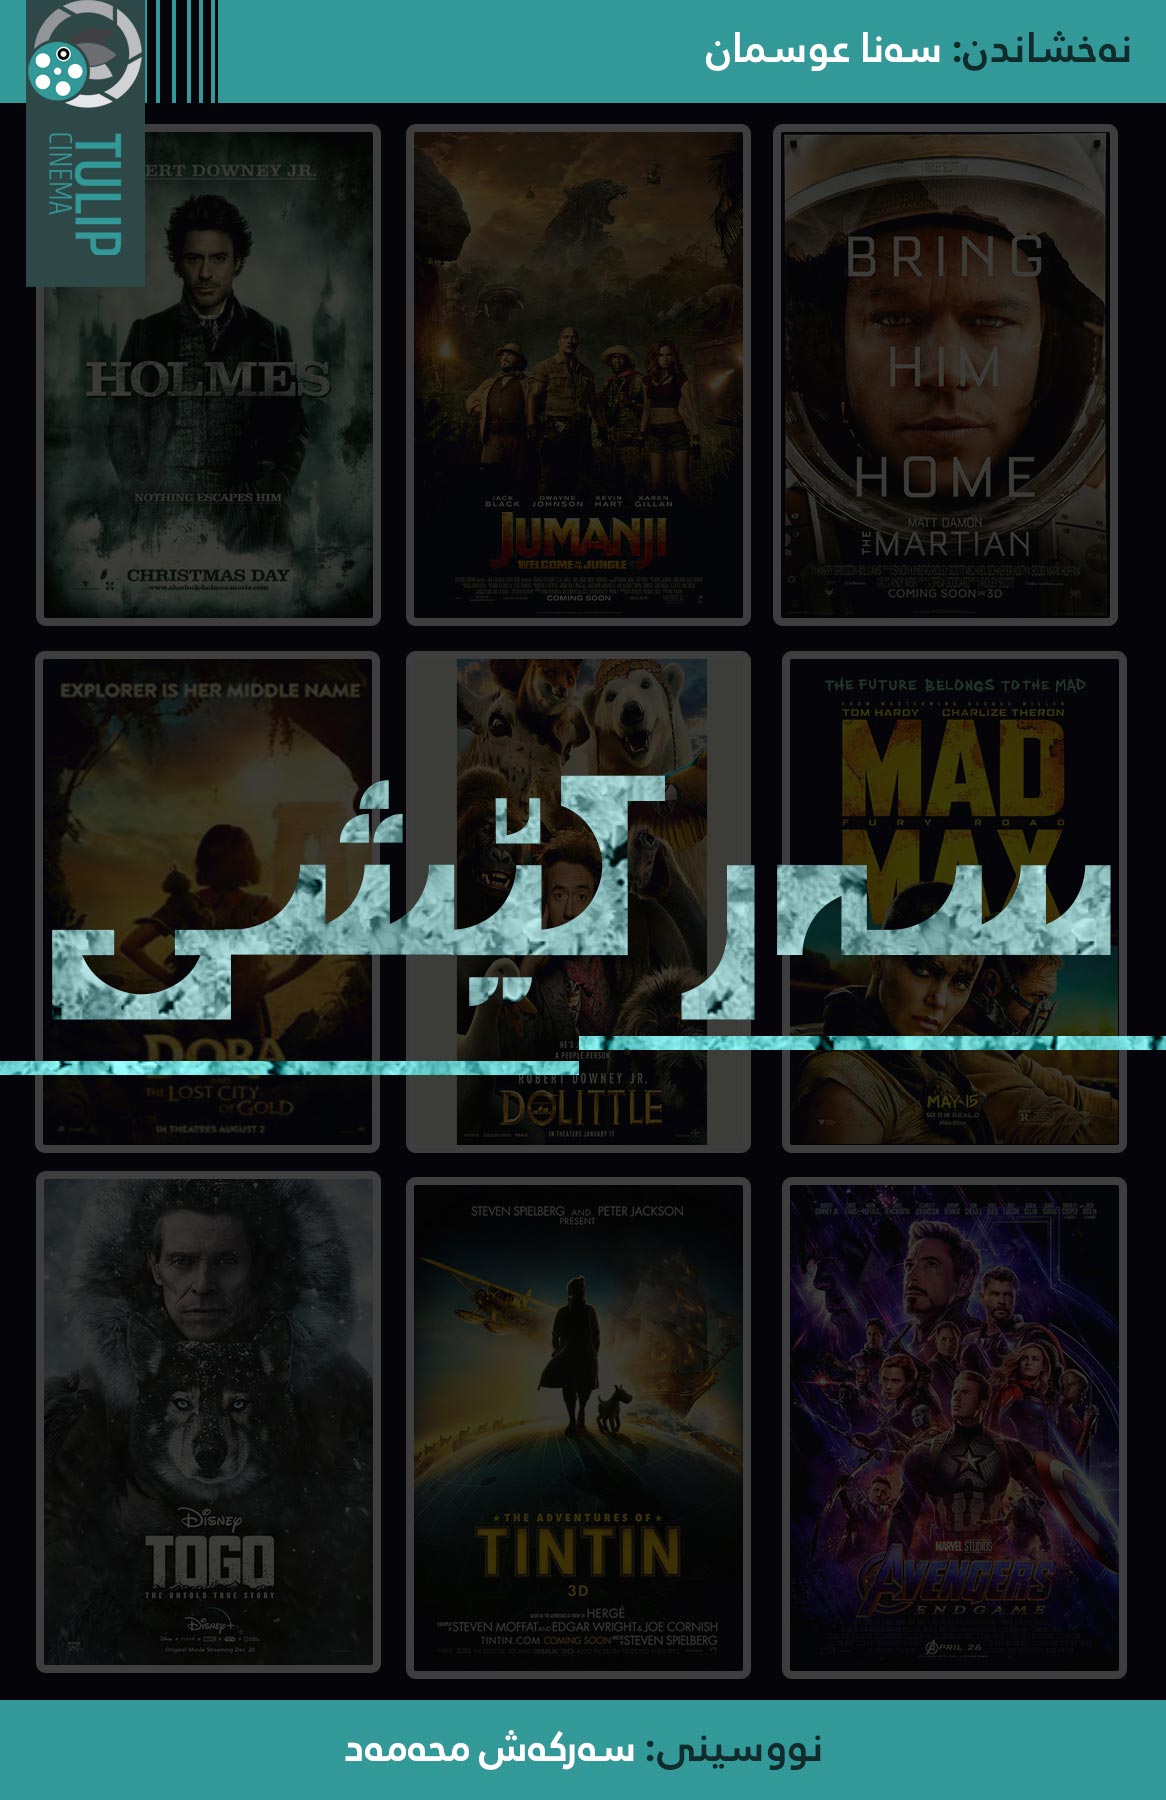 نەخشاندن: سەنا عوسمان
TULIP
CINEMA
ERT DOWNEY JR.
HOLMES
NOTHING ESCAPES HIM
CHRISTMAS DAY
www.sherlock-holmes-movie.com
JACK BLACK DWAYNE JOHNSON KEVIN HART KAREN GILLAN
JUMANJI
WELCOME TO THE JUNGLE
COMING SOON
BRING
HIM
HOME
MATT DAMON
THE MARTIAN
COMING SOON IN 3D
EXPLORER IS HER MIDDLE NAME
DORA
AND
THE LOST CITY
OF GOLD
IN THEATRES AUGUST 2
HE'S
A PEOPLE PERSON
ROBERT DOWNEY JR.
DOLITTLE
IN THEATERS JANUARY 17
THE FUTURE BELONGS TO THE MAD
FROM MASTERMIND GEORGE MILLER
TOM HARDY CHARLIZE THERON
MAD
FURY ROAD
MAX
MAY 15
#MadMax
سەرکێشی
DISNEY
TOGO
THE UNTOLD TRUE STORY
Disney+
Original Movie Streaming Dec. 20
STEVEN SPIELBERG AND PETER JACKSON
PRESENT
THE ADVENTURES OF
TINTIN
3D
HERGÉ
STEVEN MOFFAT AND EDGAR WRIGHT & JOE CORNISH
TINTIN.COM COMING SOON STEVEN SPIELBERG
MARVEL STUDIOS
AVENGERS
ENDGAME
APRIL 26
نووسینی: سەرکەش محەمەد